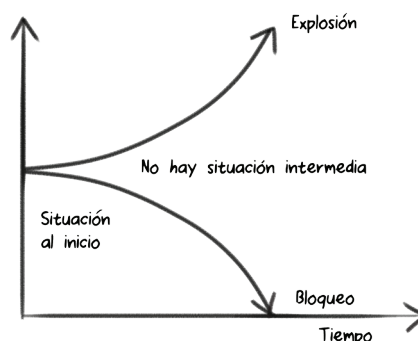 Explosión
No hay situación intermedia
Situación
al inicio
Bloqueo
Tiempo